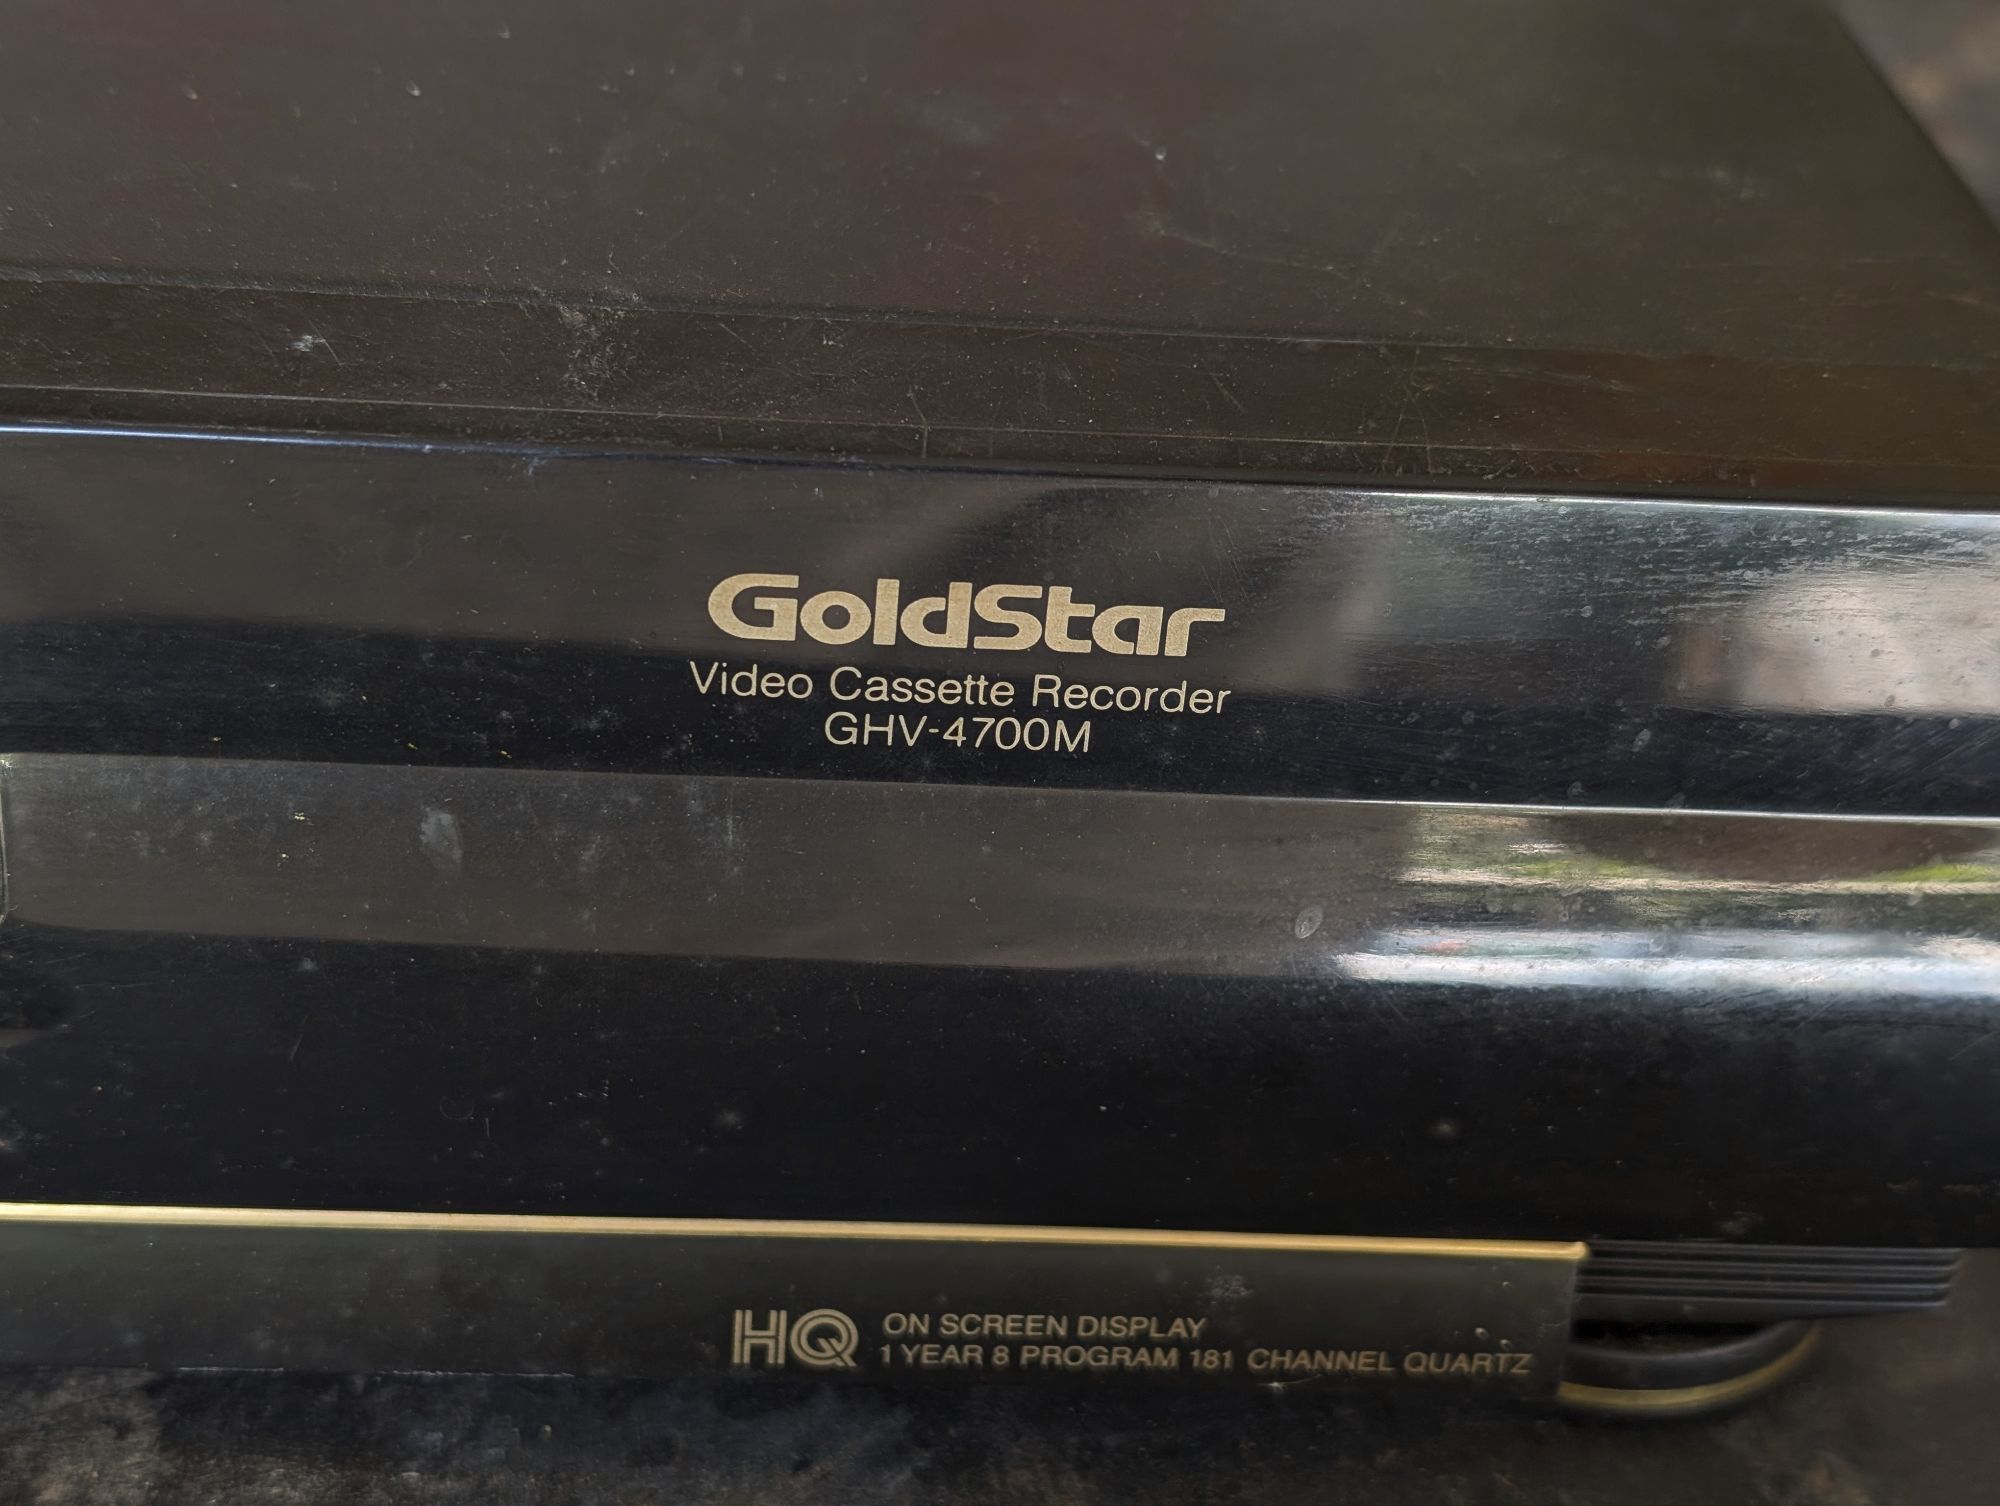 GoldStar
Video Cassette Recorder
GHV-4700M
HQ ON SCREEN DISPLAY
1 YEAR 8 PROGRAM 181 CHANNEL QUARTZ